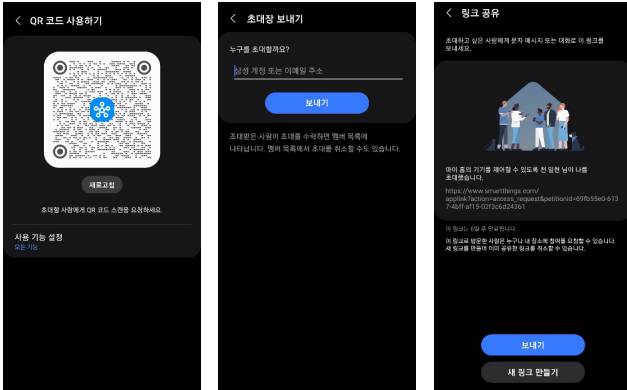 QR 코드 사용하기
새로고침
초대할 사람에게 QR 코드 스캔을 요청하세요.
사용 기능 설정
모든 기능
초대장 보내기
누구를 초대할까요?
삼성 계정 또는 이메일 주소
보내기
초대받은 사람이 초대를 수락하면 멤버 목록에
나타납니다. 멤버 목록에서 초대를 취소할 수도 있습니다.
링크 공유
초대하고 싶은 사람에게 문자 메시지 또는 대화로 이 링크를
보내세요.
마이 홈의 기기를 제어할 수 있도록 천 일현 님이 나를
초대했습니다.
https://www.smartthings.com/
applink?action=access_request&petitionid=69fb55e0-613
7-4bff-af15-02f3c6d24361
이 링크는 6일 후 만료됩니다.
이 링크로 방문한 사람은 누구나 내 장소에 참여를 요청할 수 있습니다.
새 링크를 만들어 이미 공유한 링크를 취소할 수 있습니다.
보내기
새 링크 만들기